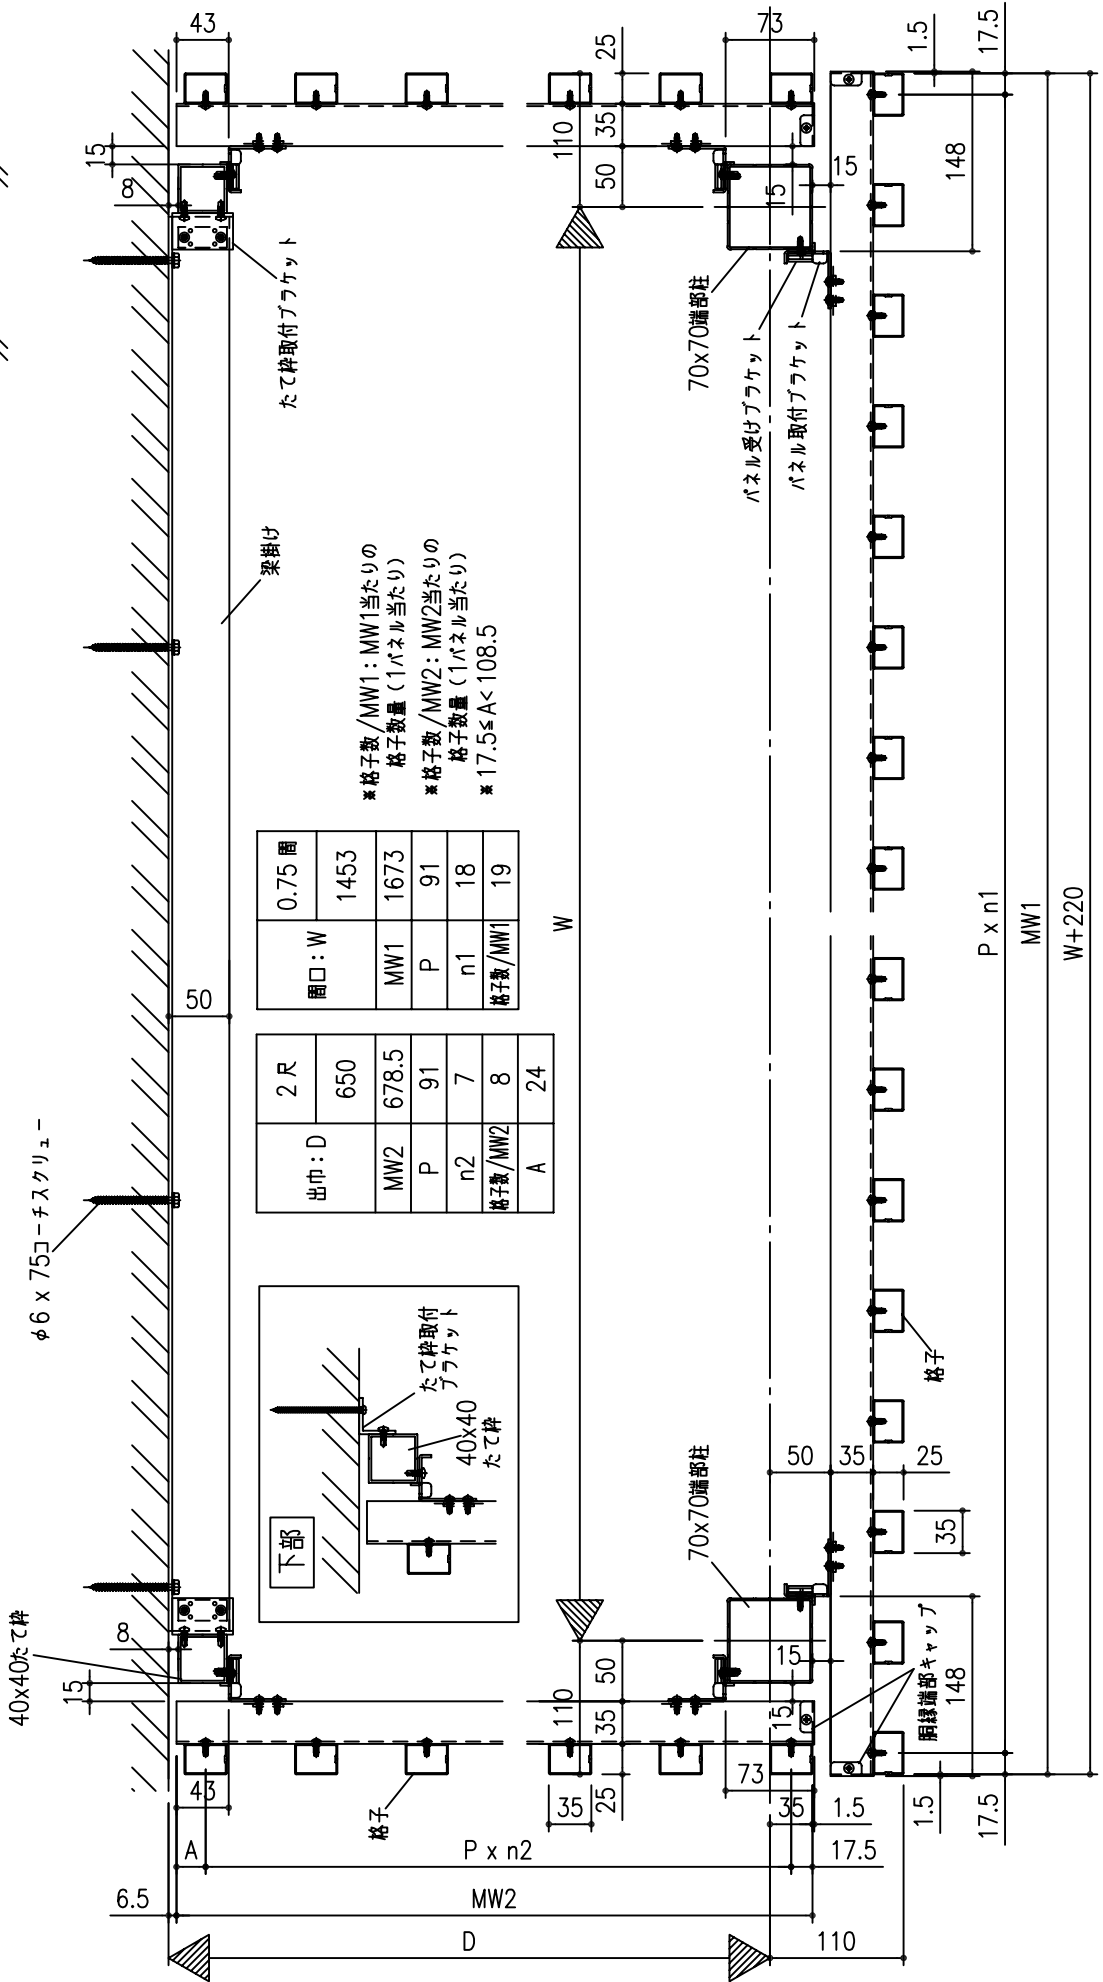 43
73
25
35
110
50
15
8
1.5
17.5
148
15
15
たて枠取付ブラケット
70x70端部柱
パネル受けブラケット
パネル取付ブラケット
梁掛け
※格子数/MW1：MW1当たりの
格子数量（1パネル当たり）
※格子数/MW2：MW2当たりの
格子数量（1パネル当たり）
※17.5≦A<108.5
間口：W 0.75間
1453
MW1 1673
P 91
n1 18
格子数/MW1 19
出巾：D 2尺
650
MW2 678.5
P 91
n2 7
格子数/MW2 8
A 24
50
W
P x n1
MW1
W+220
φ6 x 75コーチスクリュー
下部
たて枠取付
ブラケット
40x40
たて枠
格子
70x70端部柱
50
35
25
35
40x40たて枠
8
15
50
110
35
25
15
15
148
胴縁端部キャップ
43
73
格子
35
35
1.5
1.5
17.5
A
P x n2
17.5
6.5
MW2
D
110